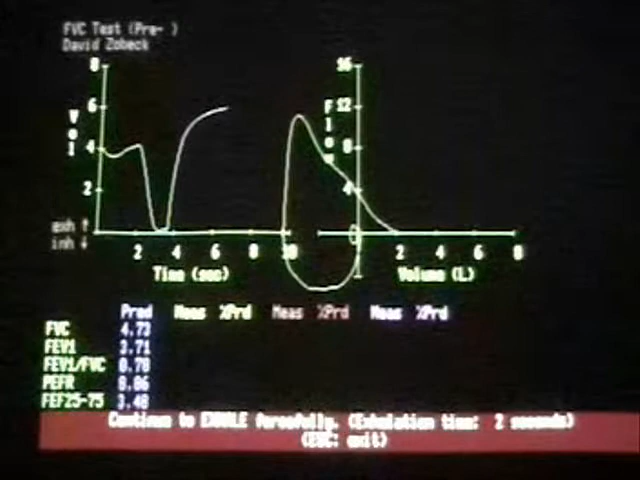 FVC Test (Pre- )
David Zobeck
8
6
4
2
Vol
exh ↑
inh ↓
2 4 6 8 10
Time (sec)
16
12
8
4
Flow
0
2 4 6 8
Volume (L)
Pred Meas %Prd Meas %Prd Meas %Prd
FVC 4.73
FEV1 3.71
FEV1/FVC 0.78
PEFR 8.86
FEF25-75 3.48
Continue to EXHALE forcefully. (Exhalation time: 2 seconds)
(ESC: exit)